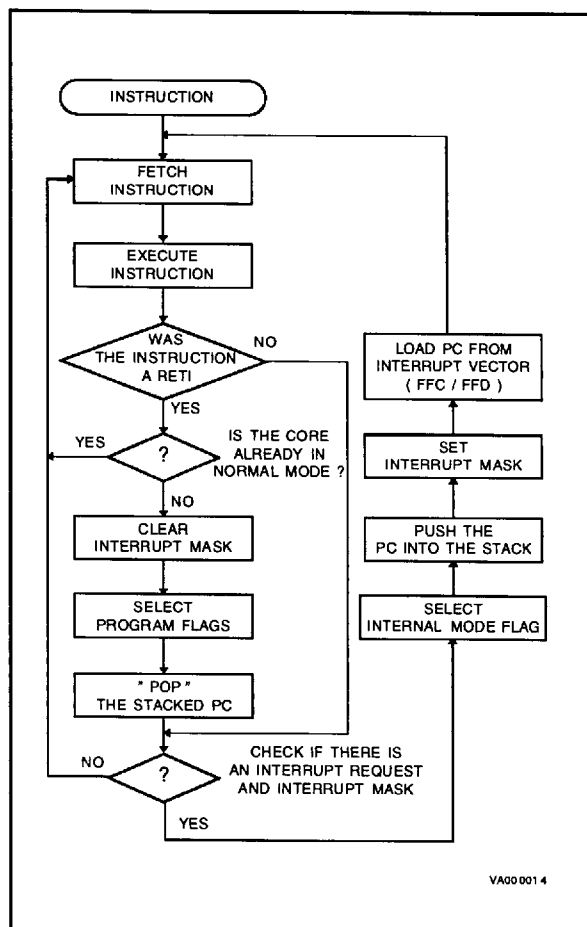 INSTRUCTION
FETCH
INSTRUCTION
EXECUTE
INSTRUCTION
WAS
THE INSTRUCTION
A RETI
NO
YES
YES
?
IS THE CORE
ALREADY IN
NORMAL MODE ?
NO
CLEAR
INTERRUPT MASK
SELECT
PROGRAM FLAGS
" POP "
THE STACKED PC
NO
?
CHECK IF THERE IS
AN INTERRUPT REQUEST
AND INTERRUPT MASK
YES
LOAD PC FROM
INTERRUPT VECTOR
( FFC / FFD )
SET
INTERRUPT MASK
PUSH THE
PC INTO THE STACK
SELECT
INTERNAL MODE FLAG
VA000014